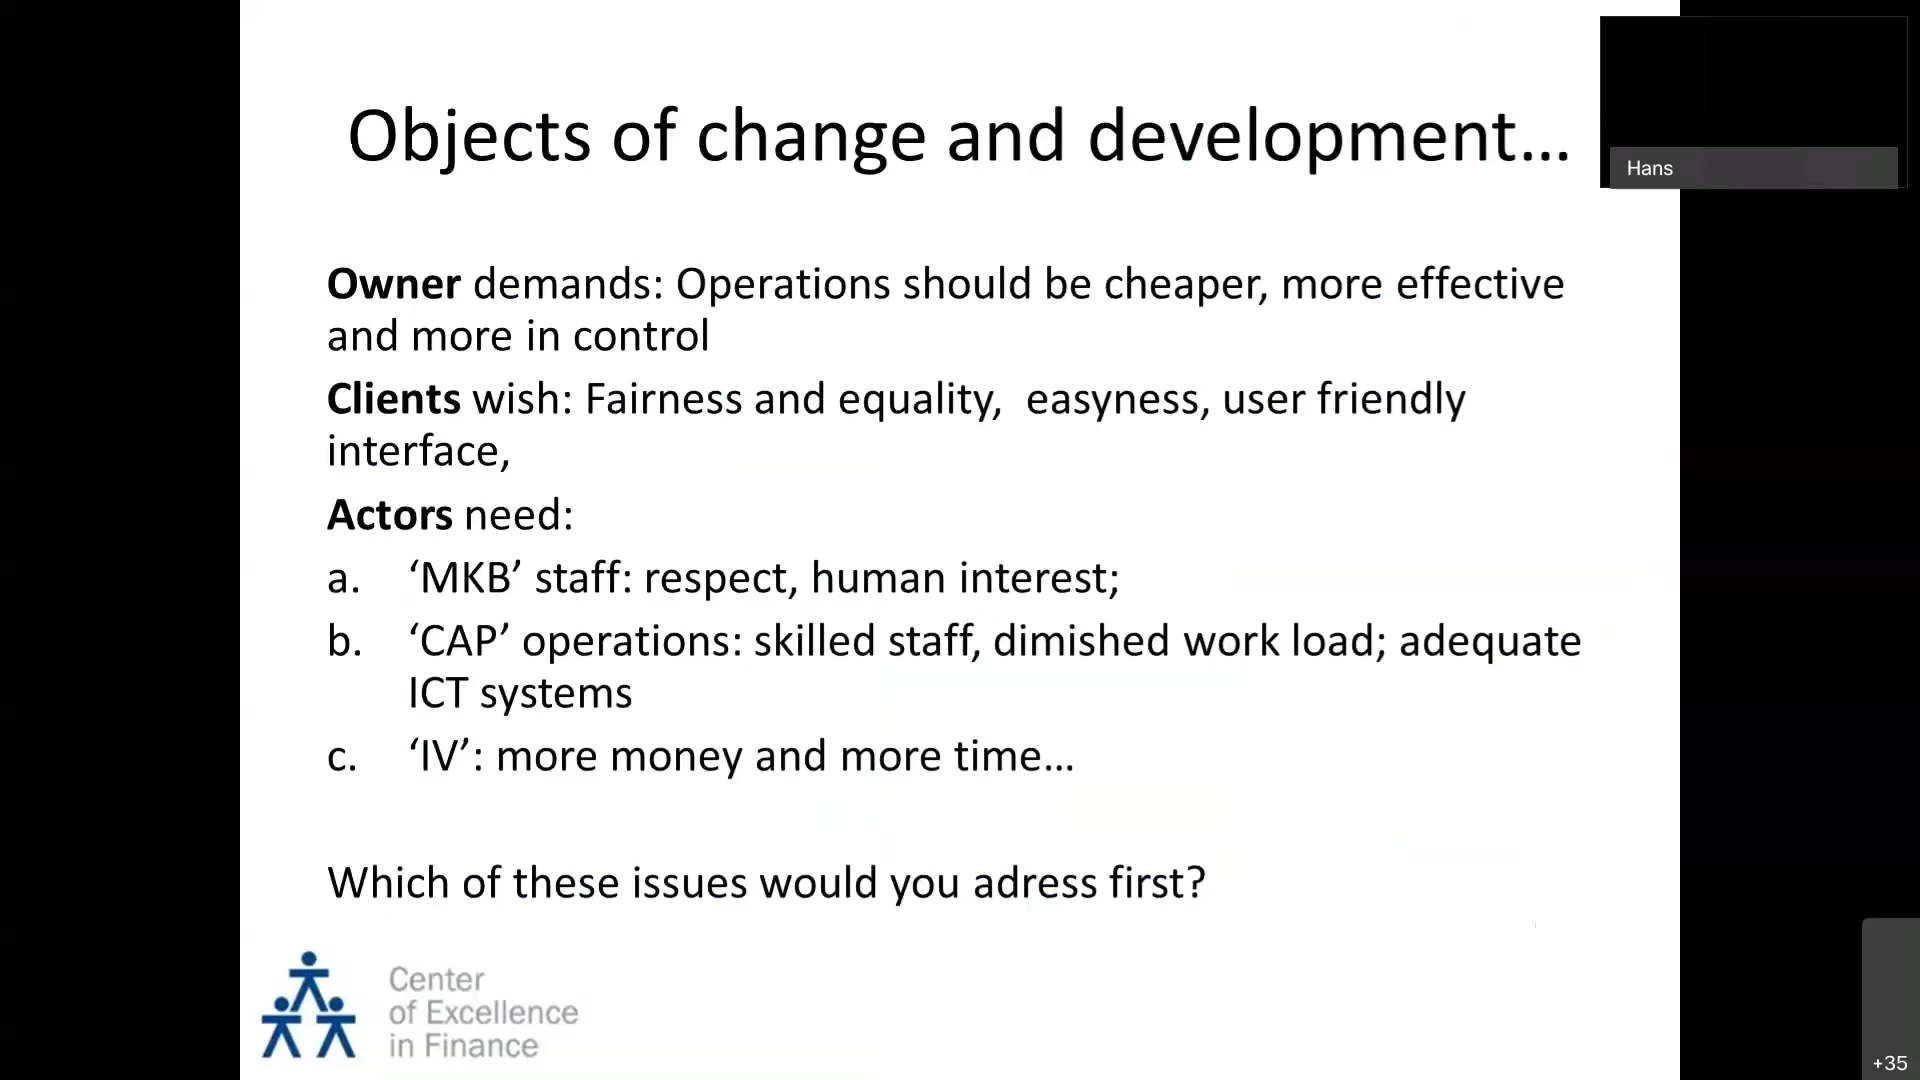 Objects of change and development...
Hans
Owner demands: Operations should be cheaper, more effective
and more in control
Clients wish: Fairness and equality,  easyness, user friendly
interface,
Actors need:
a. ‘MKB’ staff: respect, human interest;
b. ‘CAP’ operations: skilled staff, dimished work load; adequate
ICT systems
c. ‘IV’: more money and more time...
Which of these issues would you adress first?
Center
of Excellence
in Finance
+35